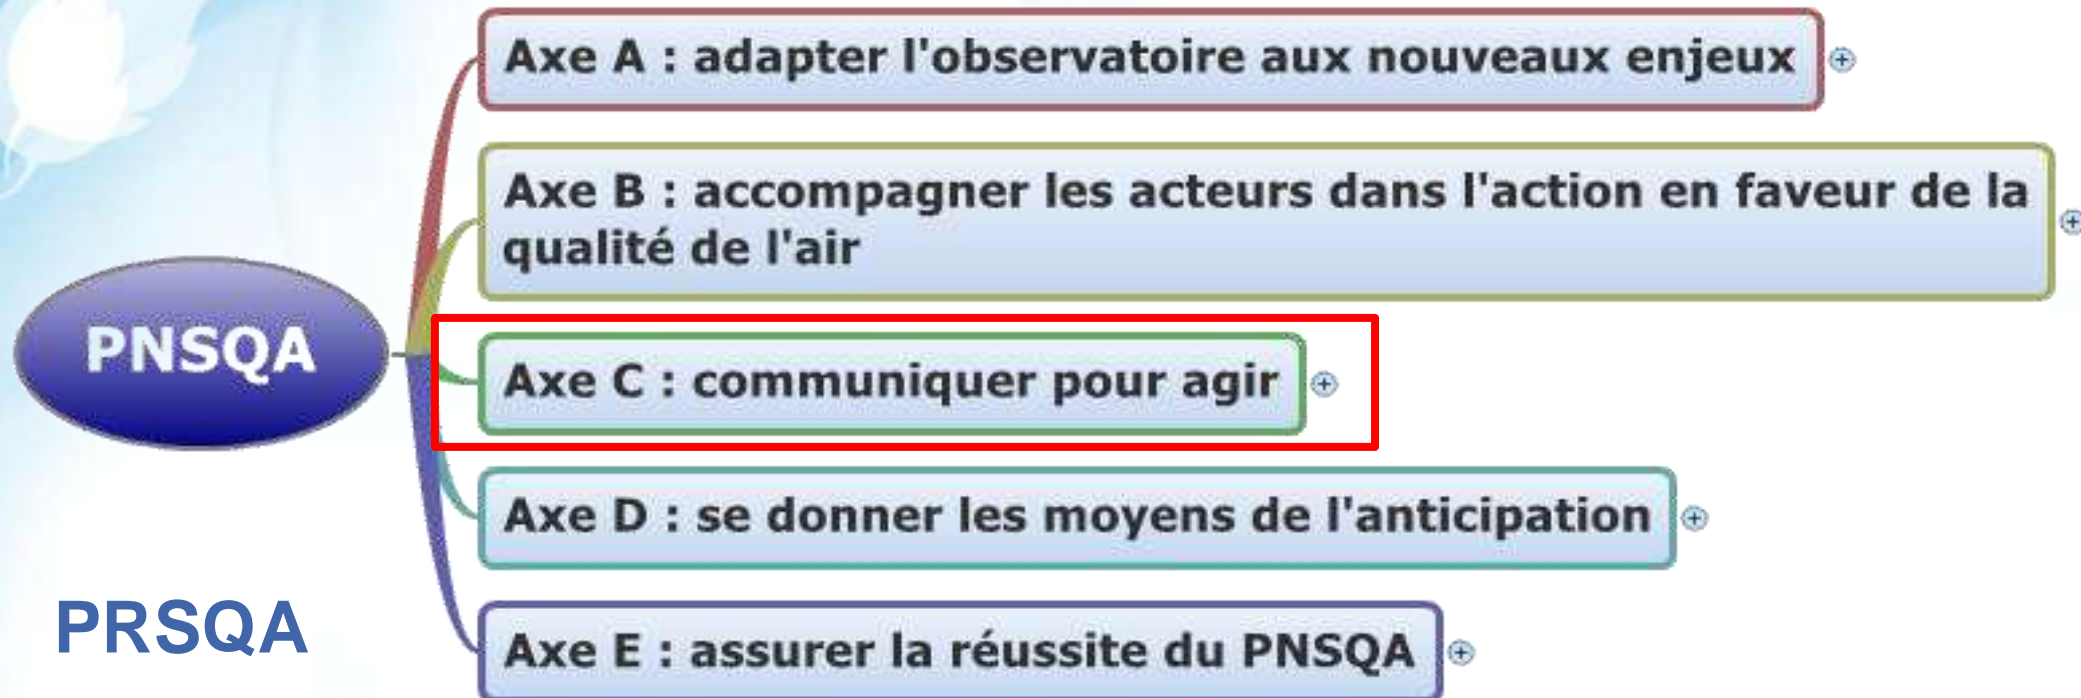 Axe A : adapter l'observatoire aux nouveaux enjeux
Axe B : accompagner les acteurs dans l'action en faveur de la
qualité de l'air
PNSQA
Axe C : communiquer pour agir
Axe D : se donner les moyens de l'anticipation
PRSQA
Axe E : assurer la réussite du PNSQA